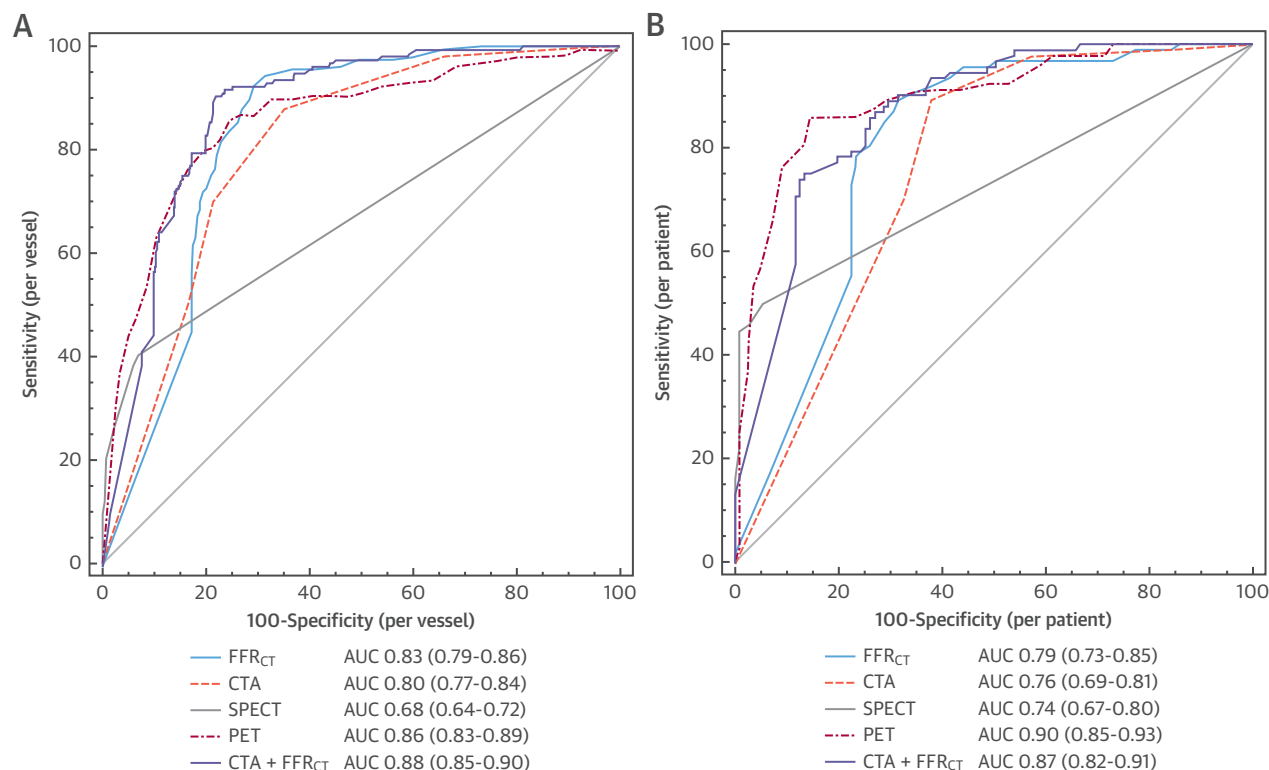 A
100
80
60
40
20
0
Sensitivity (per vessel)
0 20 40 60 80 100
100-Specificity (per vessel)
FFRCT AUC 0.83 (0.79-0.86)
CTA AUC 0.80 (0.77-0.84)
SPECT AUC 0.68 (0.64-0.72)
PET AUC 0.86 (0.83-0.89)
CTA + FFRCT AUC 0.88 (0.85-0.90)
B
100
80
60
40
20
0
Sensitivity (per patient)
0 20 40 60 80 100
100-Specificity (per patient)
FFRCT AUC 0.79 (0.73-0.85)
CTA AUC 0.76 (0.69-0.81)
SPECT AUC 0.74 (0.67-0.80)
PET AUC 0.90 (0.85-0.93)
CTA + FFRCT AUC 0.87 (0.82-0.91)